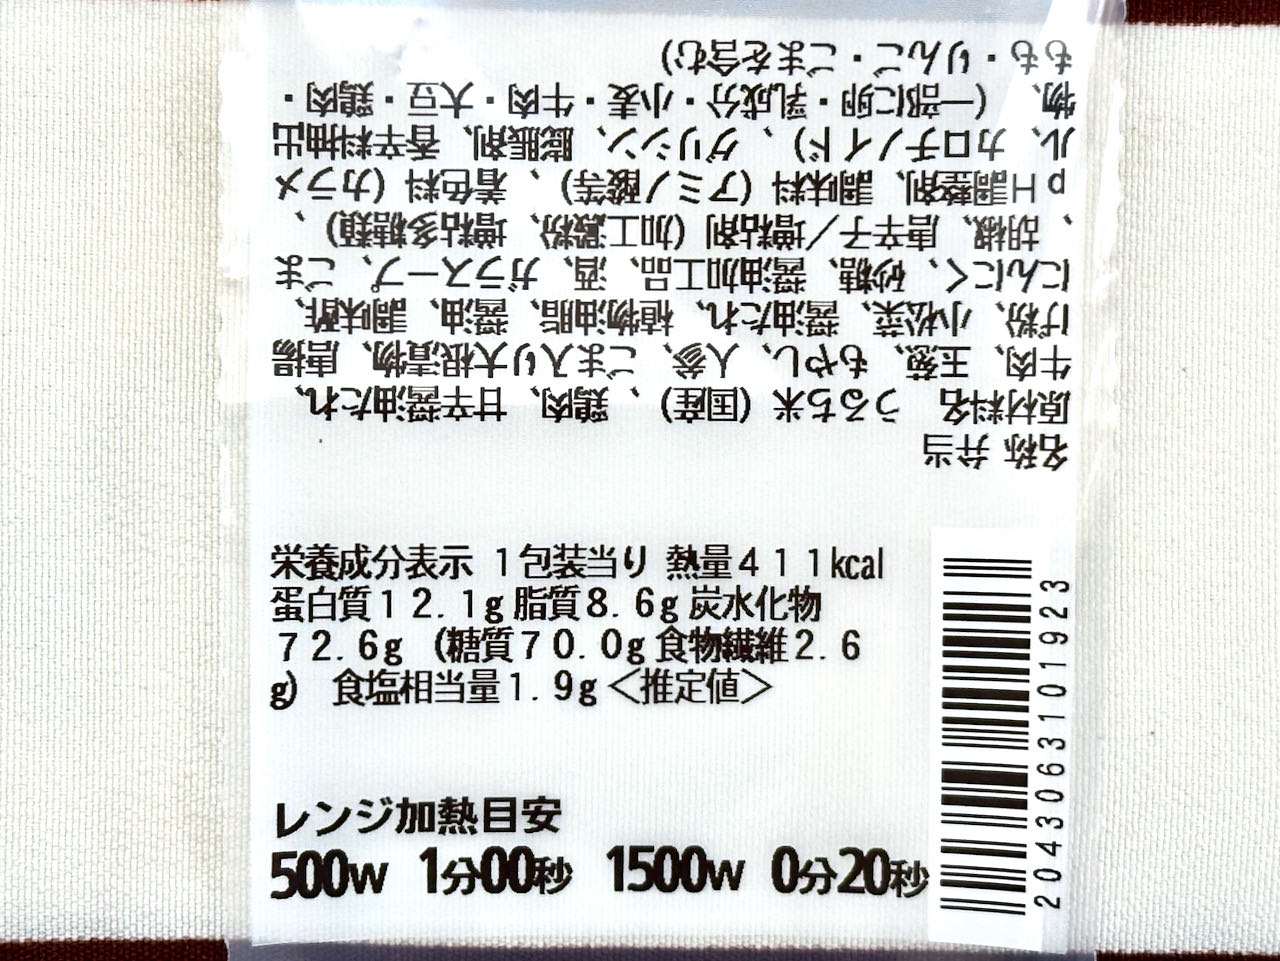 名称 弁当
原材料名　うるち米（国産）、鶏肉、甘辛醤油たれ、
牛肉、玉葱、もやし、人参、ごま入り大根漬物、唐揚
げ粉、小松菜、醤油たれ、植物油脂、醤油、調味酢、
にんにく、砂糖、醤油加工品、酒、ガラスープ、ごま
、胡椒、唐辛子／増粘剤（加工澱粉、増粘多糖類）、
ｐＨ調整剤、調味料（アミノ酸等）、着色料（カラメ
ル、カロチノイド）、グリシン、膨脹剤、香辛料抽出
物、（一部に卵・乳成分・小麦・牛肉・大豆・鶏肉・
もも・りんご・ごまを含む）
栄養成分表示 １包装当り 熱量４１１kcal
蛋白質１２．１g 脂質８．６g 炭水化物
７２．６g（糖質７０．０g 食物繊維２．６
g）　食塩相当量１．９g＜推定値＞
レンジ加熱目安
500W 1分00秒 1500W 0分20秒
2043063101923